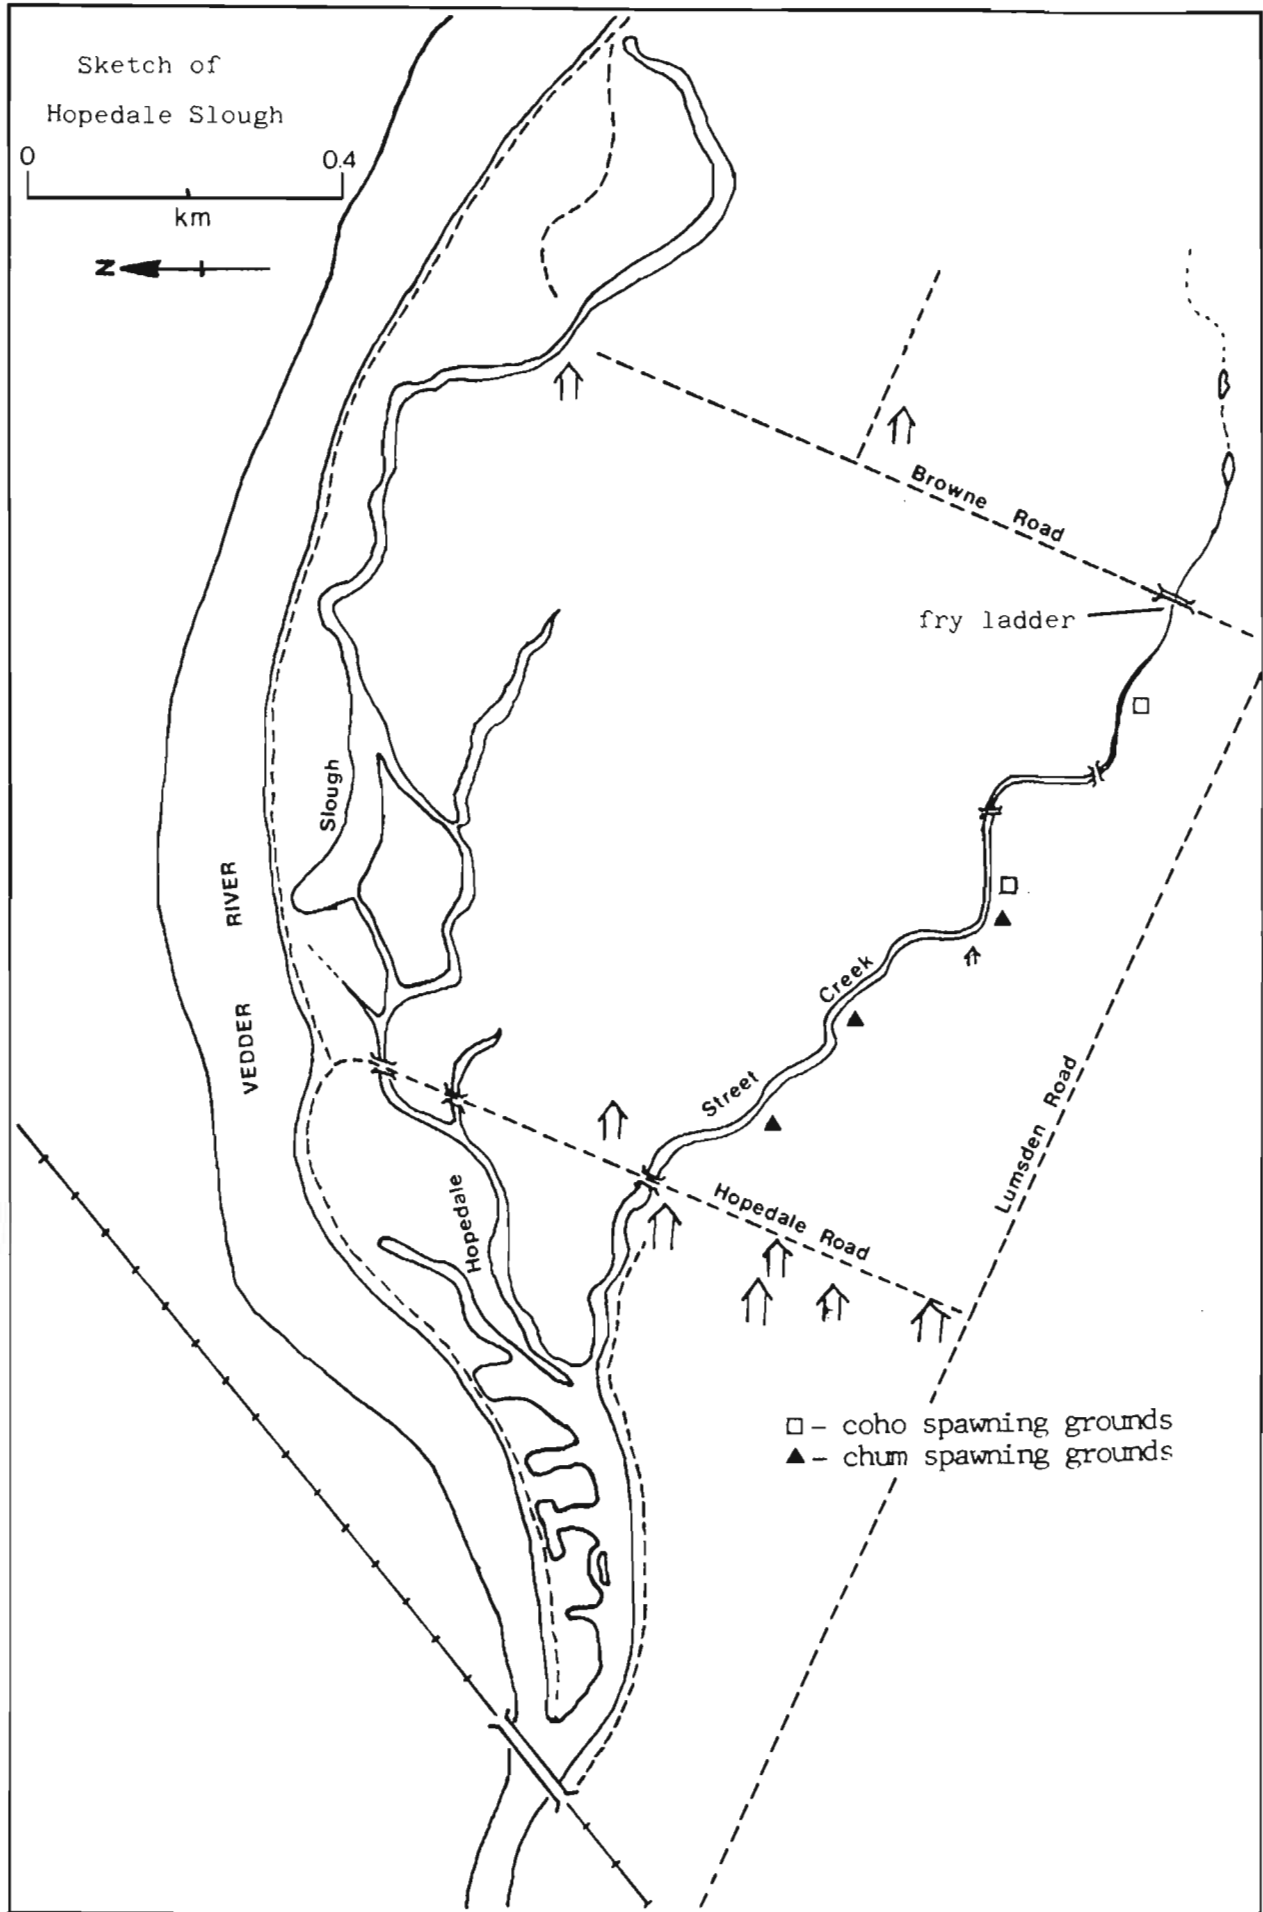 Sketch of
Hopedale Slough
0 0.4
km
N
Browne Road
fry ladder
Slough
RIVER
VEDDER
Creek
Street
Lumsden Road
Hopedale
Hopedale Road
□ - coho spawning grounds
▲ - chum spawning grounds